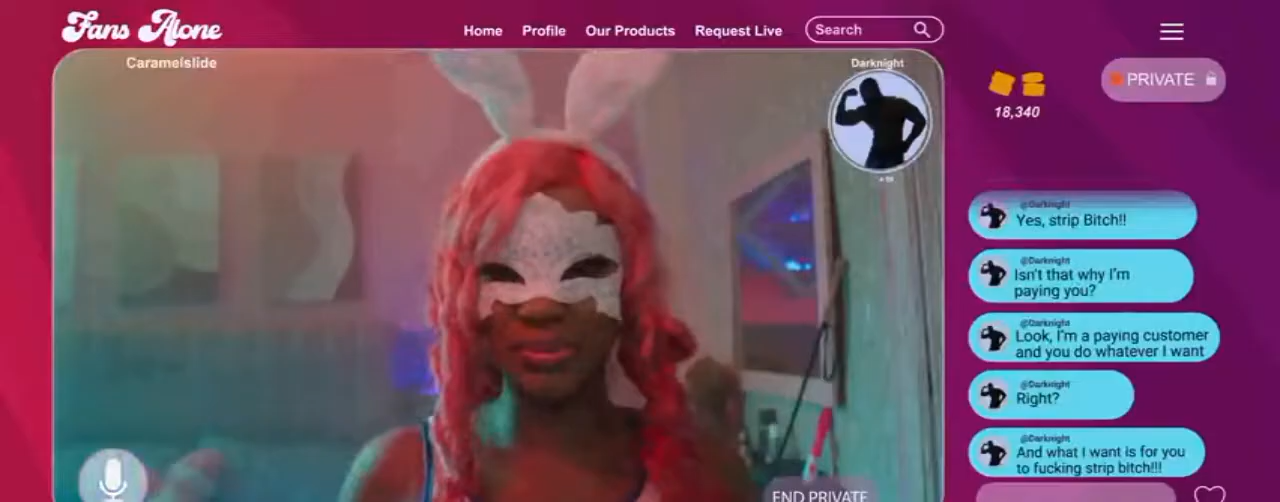 Fans Alone
Home Profile Our Products Request Live Search
Caramelslide
Darknight
18,340
PRIVATE
@Darknight
Yes, strip Bitch!!
@Darknight
Isn't that why I'm
paying you?
@Darknight
Look, I'm a paying customer
and you do whatever I want
@Darknight
Right?
@Darknight
And what I want is for you
to fucking strip bitch!!!
END PRIVATE